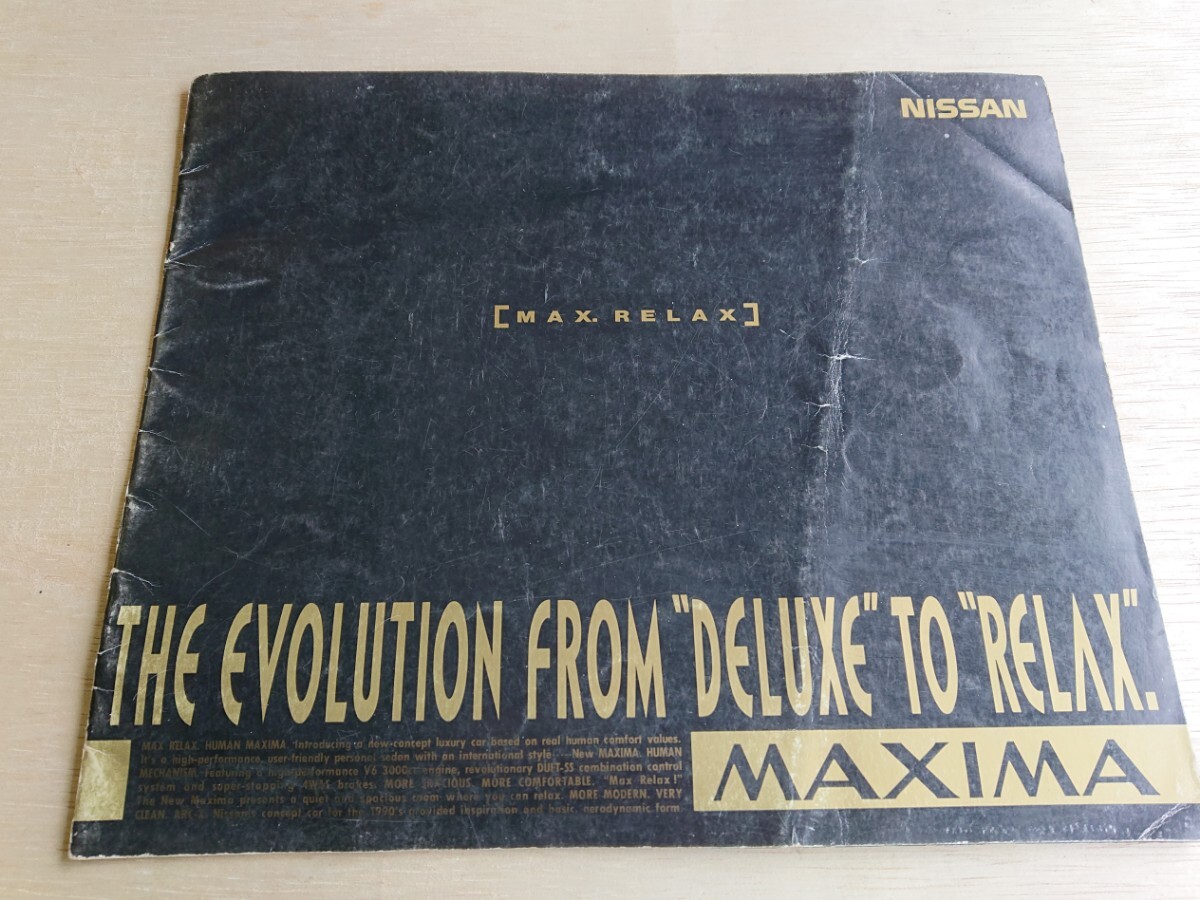 NISSAN
[MAX. RELAX]
THE EVOLUTION FROM "DELUXE" TO "RELAX".
MAX RELAX. HUMAN MAXIMA. Introducing a new-concept luxury car based on real human comfort values.
It's a high-performance, user-friendly personal sedan with an international style New MAXIMA. HUMAN
MECHANISM. Featuring a high-performance V6 3000cc engine, revolutionary DUET-SS combination control
system and super-stopping 4WAS brakes. MORE SPACIOUS. MORE COMFORTABLE. "Max Relax!"
The New Maxima presents a quiet and spacious room where you can relax. MORE MODERN. VERY
CLEAN. Nissan's concept car for the 1990's provided inspiration and basic, aerodynamic form.
MAXIMA